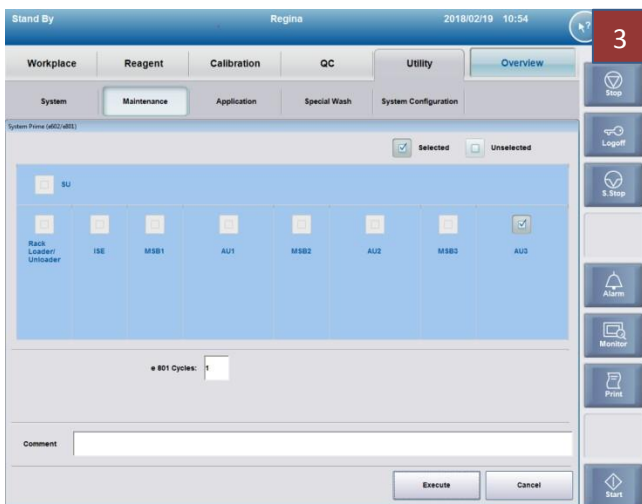 Stand By Regina 2018/02/19 10:54
3
Workplace Reagent Calibration QC Utility Overview
Stop
System Maintenance Application Special Wash System Configuration
System Prime (e602/e801)
Logoff
Selected Unselected
SU
S.Stop
Rack Loader/ Unloader ISE MSB1 AU1 MSB2 AU2 MSB3 AU3
Alarm
Monitor
e 801 Cycles: 1
Print
Comment
Execute Cancel
Start